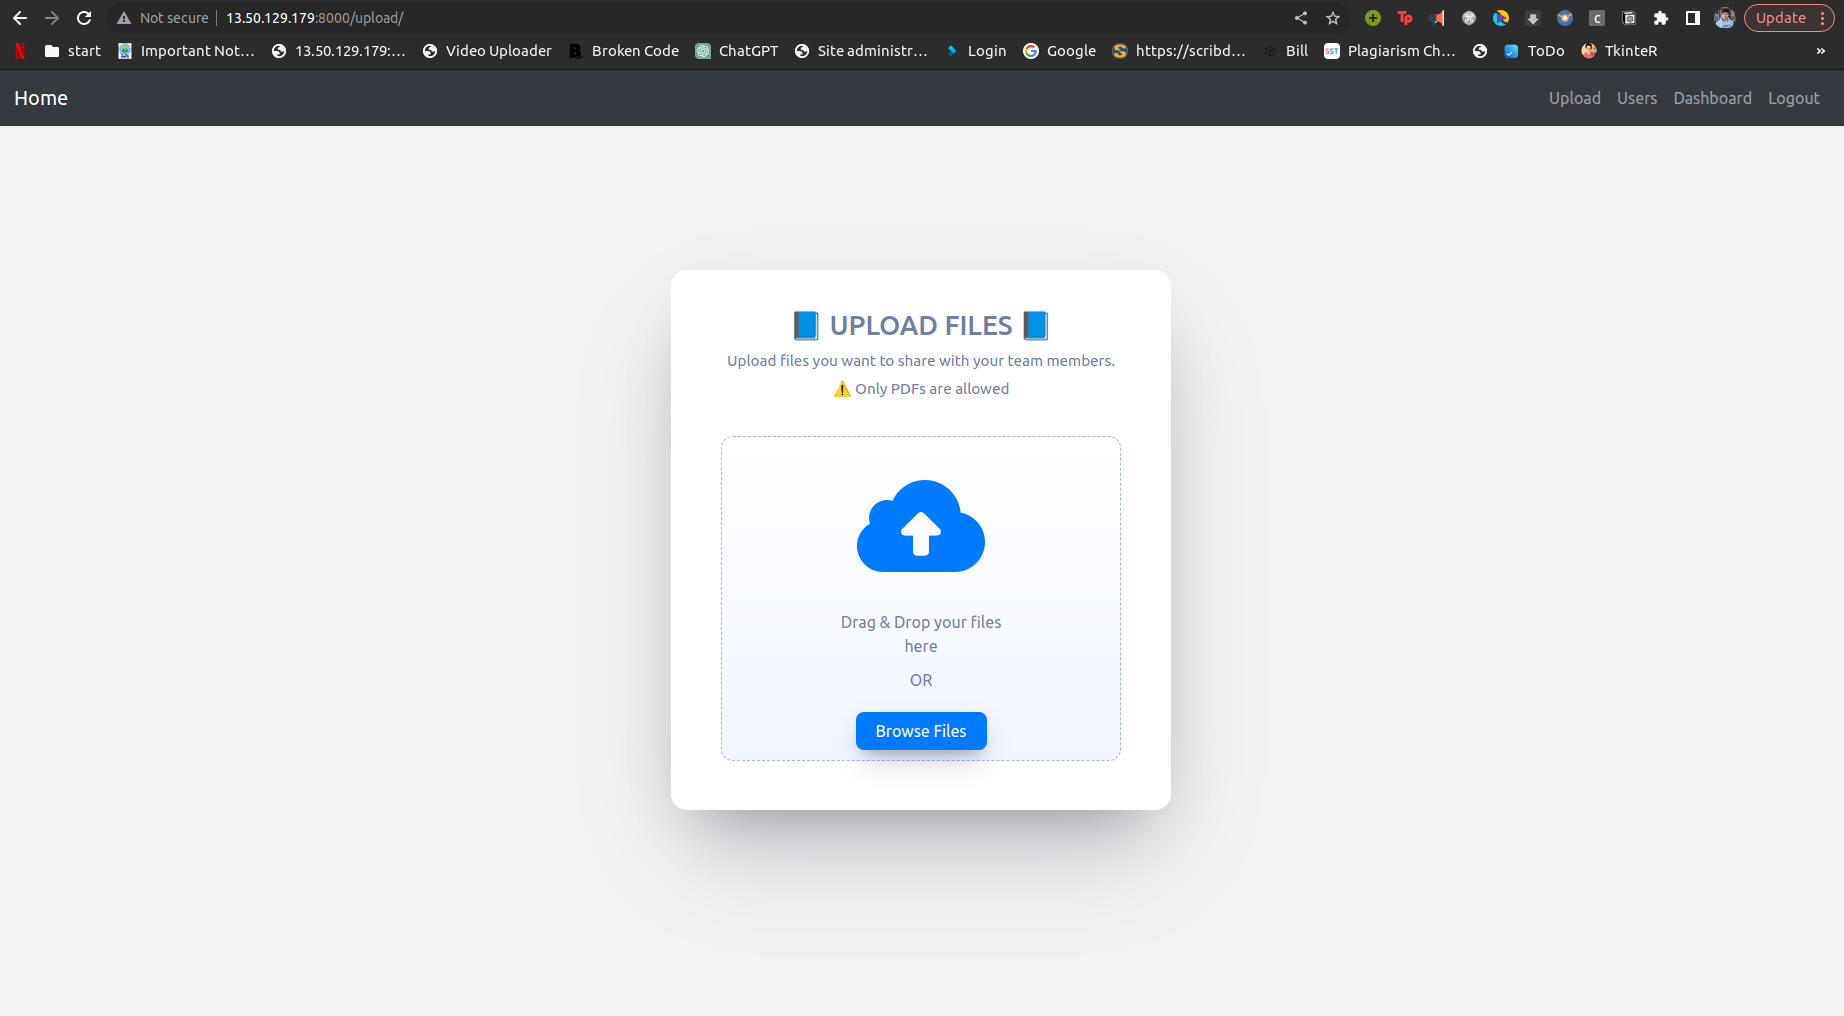 Not secure 13.50.129.179:8000/upload/ Update
start Important Not... 13.50.129.179:... Video Uploader Broken Code ChatGPT Site administr... Login Google https://scribd... Bill SST Plagiarism Ch... ToDo TkinteR »
Home Upload Users Dashboard Logout
UPLOAD FILES
Upload files you want to share with your team members.
Only PDFs are allowed
Drag & Drop your files
here
OR
Browse Files